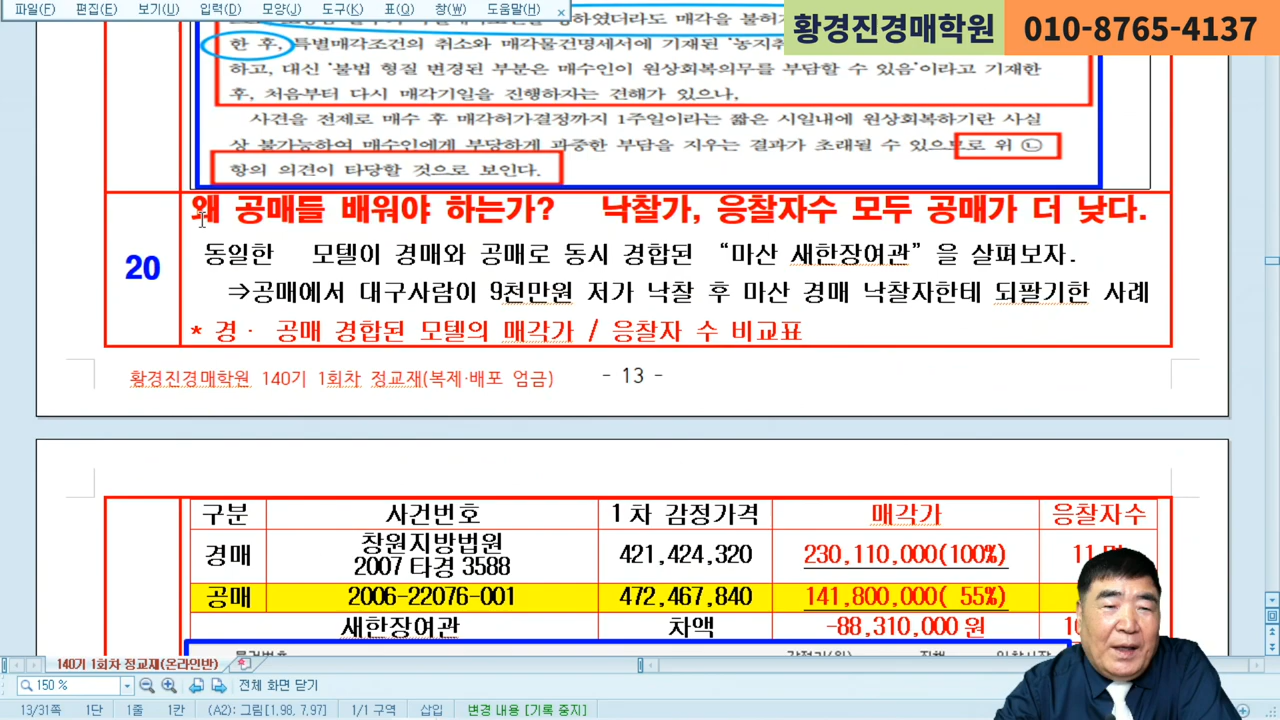 파일(F) 편집(E) 보기(U) 입력(D) 모양(J) 도구(K) 표(Q) 창(W) 도움말(H)
황경진경매학원 010-8765-4137
하였더라도 매각을 불허
한 후, 특별매각조건의 취소와 매각물건명세서에 기재된 '농지취
하고, 대신 '불법 형질 변경된 부분은 매수인이 원상회복의무를 부담할 수 있음'이라고 기재한
후, 처음부터 다시 매각기일을 진행하자는 견해가 있으나,
사견을 전제로 매수 후 매각허가결정까지 1주일이라는 짧은 시일내에 원상회복하기란 사실
상 불가능하여 매수인에게 부당하게 과중한 부담을 지우는 결과가 초래될 수 있으므로 위 ㉡
항의 의견이 타당할 것으로 보인다.
왜 공매를 배워야 하는가? 낙찰가, 응찰자수 모두 공매가 더 낮다.
20
동일한 모텔이 경매와 공매로 동시 경합된 “마산 새한장여관”을 살펴보자.
⇒공매에서 대구사람이 9천만원 저가 낙찰 후 마산 경매 낙찰자한테 되팔기한 사례
* 경· 공매 경합된 모텔의 매각가 / 응찰자 수 비교표
황경진경매학원 140기 1회차 정교재(복제·배포 엄금) - 13 -
구분 사건번호 1차 감정가격 매각가 응찰자수
경매 창원지방법원 2007타경3588 421,424,320 230,110,000(100%) 11
공매 2006-22076-001 472,467,840 141,800,000( 55%)
새한장여관 차액 -88,310,000원
140기 1회차 정교재(온라인반)
150 % 전체 화면 닫기
13/31쪽 1단 1줄 1칸 (A2): 그림[1,98, 7,97] 1/1 구역 삽입 변경 내용 [기록 중지]